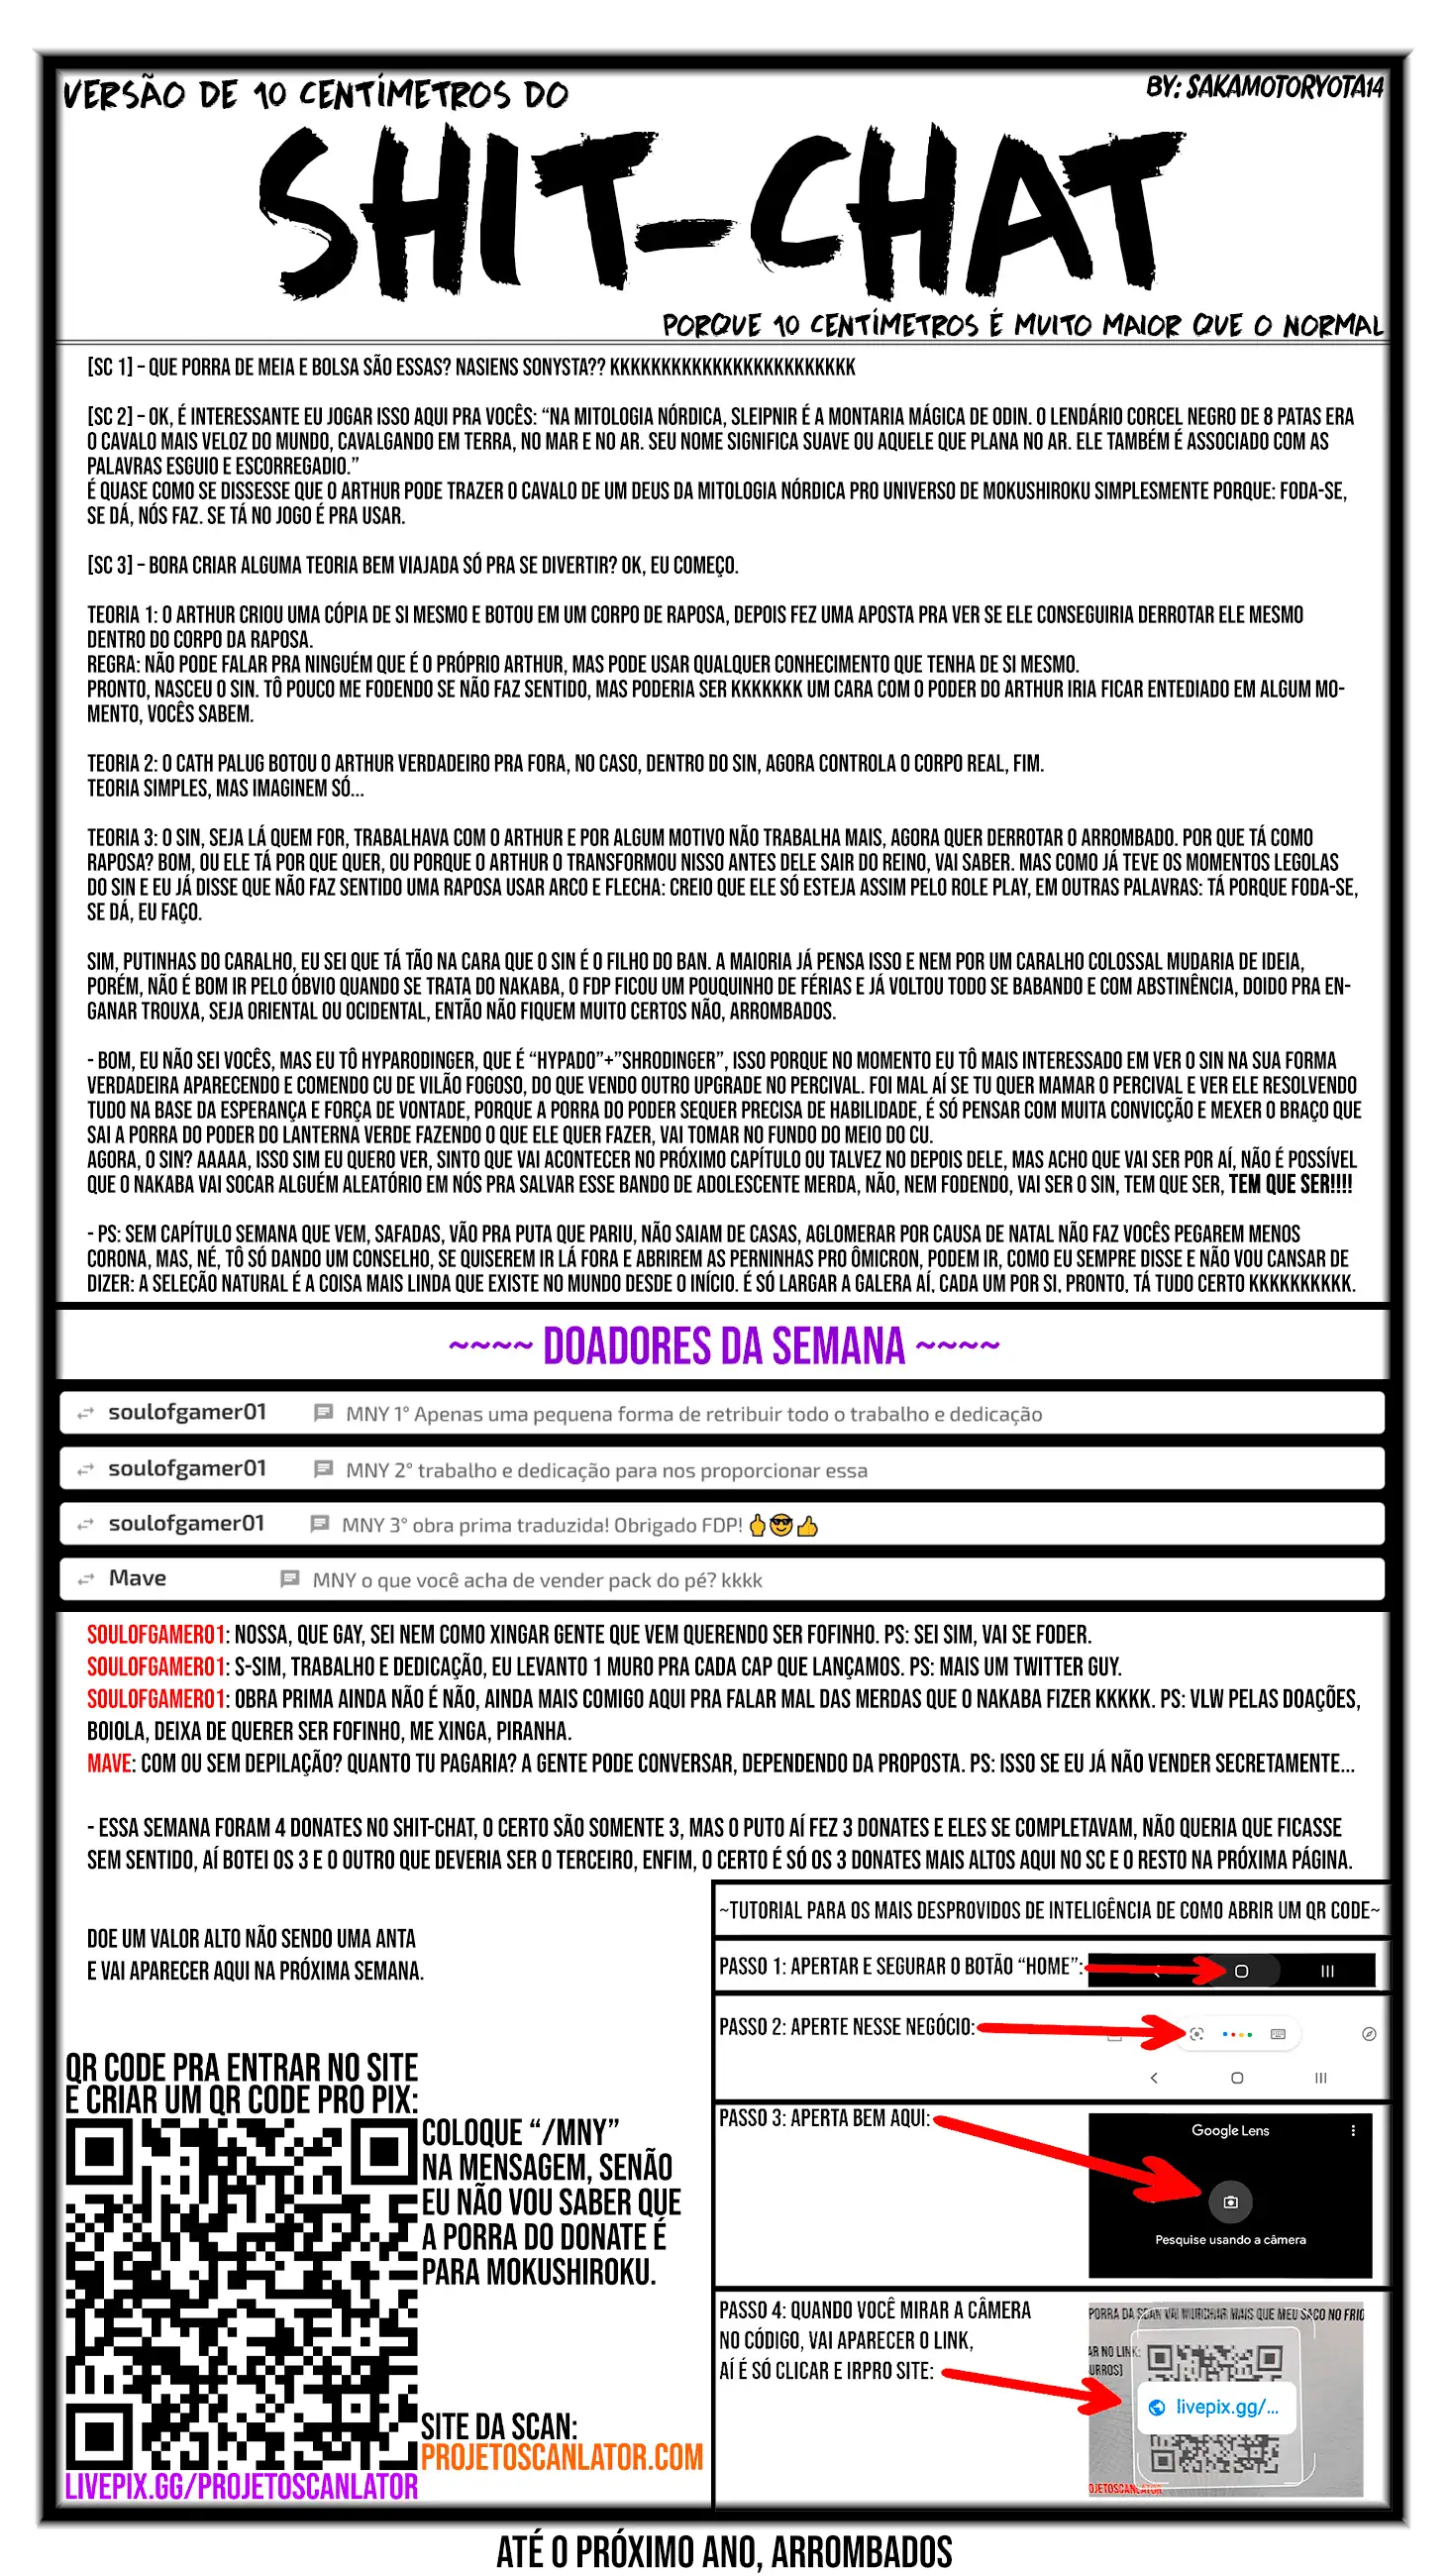 VERSÃO DE 10 CENTÍMETROS DO
BY: SAKAMOTORYOTA14
SHIT-CHAT
PORQUE 10 CENTÍMETROS É MUITO MAIOR QUE O NORMAL
[SC 1] – QUE PORRA DE MEIA E BOLSA SÃO ESSAS? NASIENS SONYSTA?? KKKKKKKKKKKKKKKKKKKKKKKK
[SC 2] – OK, É INTERESSANTE EU JOGAR ISSO AQUI PRA VOCÊS: “NA MITOLOGIA NÓRDICA, SLEIPNIR É A MONTARIA MÁGICA DE ODIN. O LENDÁRIO CORCEL NEGRO DE 8 PATAS ERA
O CAVALO MAIS VELOZ DO MUNDO, CAVALGANDO EM TERRA, NO MAR E NO AR. SEU NOME SIGNIFICA SUAVE OU AQUELE QUE PLANA NO AR. ELE TAMBÉM É ASSOCIADO COM AS
PALAVRAS ESGUIO E ESCORREGADIO.”
É QUASE COMO SE DISSESSE QUE O ARTHUR PODE TRAZER O CAVALO DE UM DEUS DA MITOLOGIA NÓRDICA PRO UNIVERSO DE MOKUSHIROKU SIMPLESMENTE PORQUE: FODA-SE,
SE DÁ, NÓS FAZ. SE TÁ NO JOGO É PRA USAR.
[SC 3] – BORA CRIAR ALGUMA TEORIA BEM VIAJADA SÓ PRA SE DIVERTIR? OK, EU COMEÇO.
TEORIA 1: O ARTHUR CRIOU UMA CÓPIA DE SI MESMO E BOTOU EM UM CORPO DE RAPOSA, DEPOIS FEZ UMA APOSTA PRA VER SE ELE CONSEGUIRIA DERROTAR ELE MESMO
DENTRO DO CORPO DA RAPOSA.
REGRA: NÃO PODE FALAR PRA NINGUÉM QUE É O PRÓPRIO ARTHUR, MAS PODE USAR QUALQUER CONHECIMENTO QUE TENHA DE SI MESMO.
PRONTO, NASCEU O SIN. TÔ POUCO ME FODENDO SE NÃO FAZ SENTIDO, MAS PODERIA SER KKKKKKK UM CARA COM O PODER DO ARTHUR IRIA FICAR ENTEDIADO EM ALGUM MO-
MENTO, VOCÊS SABEM.
TEORIA 2: O CATH PALUG BOTOU O ARTHUR VERDADEIRO PRA FORA, NO CASO, DENTRO DO SIN, AGORA CONTROLA O CORPO REAL, FIM.
TEORIA SIMPLES, MAS IMAGINEM SÓ...
TEORIA 3: O SIN, SEJA LÁ QUEM FOR, TRABALHAVA COM O ARTHUR E POR ALGUM MOTIVO NÃO TRABALHA MAIS, AGORA QUER DERROTAR O ARROMBADO. POR QUE TÁ COMO
RAPOSA? BOM, OU ELE TÁ POR QUE QUER, OU PORQUE O ARTHUR O TRANSFORMOU NISSO ANTES DELE SAIR DO REINO, VAI SABER. MAS COMO JÁ TEVE OS MOMENTOS LEGOLAS
DO SIN E EU JÁ DISSE QUE NÃO FAZ SENTIDO UMA RAPOSA USAR ARCO E FLECHA: CREIO QUE ELE SÓ ESTEJA ASSIM PELO ROLE PLAY, EM OUTRAS PALAVRAS: TÁ PORQUE FODA-SE,
SE DÁ, EU FAÇO.
SIM, PUTINHAS DO CARALHO, EU SEI QUE TÁ TÃO NA CARA QUE O SIN É O FILHO DO BAN. A MAIORIA JÁ PENSA ISSO E NEM POR UM CARALHO COLOSSAL MUDARIA DE IDEIA,
PORÉM, NÃO É BOM IR PELO ÓBVIO QUANDO SE TRATA DO NAKABA, O FDP FICOU UM POUQUINHO DE FÉRIAS E JÁ VOLTOU TODO SE BABANDO E COM ABSTINÊNCIA, DOIDO PRA EN-
GANAR TROUXA, SEJA ORIENTAL OU OCIDENTAL, ENTÃO NÃO FIQUEM MUITO CERTOS NÃO, ARROMBADOS.
- BOM, EU NÃO SEI VOCÊS, MAS EU TÔ HYPARODINGER, QUE É “HYPADO”+”SHRODINGER”, ISSO PORQUE NO MOMENTO EU TÔ MAIS INTERESSADO EM VER O SIN NA SUA FORMA
VERDADEIRA APARECENDO E COMENDO CU DE VILÃO FOGOSO, DO QUE VENDO OUTRO UPGRADE NO PERCIVAL. FOI MAL AÍ SE TU QUER MAMAR O PERCIVAL E VER ELE RESOLVENDO
TUDO NA BASE DA ESPERANÇA E FORÇA DE VONTADE, PORQUE A PORRA DO PODER SEQUER PRECISA DE HABILIDADE, É SÓ PENSAR COM MUITA CONVICÇÃO E MEXER O BRAÇO QUE
SAI A PORRA DO PODER DO LANTERNA VERDE FAZENDO O QUE ELE QUER FAZER, VAI TOMAR NO FUNDO DO MEIO DO CU.
AGORA, O SIN? AAAAA, ISSO SIM EU QUERO VER, SINTO QUE VAI ACONTECER NO PRÓXIMO CAPÍTULO OU TALVEZ NO DEPOIS DELE, MAS ACHO QUE VAI SER POR AÍ, NÃO É POSSÍVEL
QUE O NAKABA VAI SOCAR ALGUÉM ALEATÓRIO EM NÓS PRA SALVAR ESSE BANDO DE ADOLESCENTE MERDA, NÃO, NEM FODENDO, VAI SER O SIN, TEM QUE SER, TEM QUE SER!!!!
- PS: SEM CAPÍTULO SEMANA QUE VEM, SAFADAS, VÃO PRA PUTA QUE PARIU, NÃO SAIAM DE CASAS, AGLOMERAR POR CAUSA DE NATAL NÃO FAZ VOCÊS PEGAREM MENOS
CORONA, MAS, NÉ, TÔ SÓ DANDO UM CONSELHO, SE QUISEREM IR LÁ FORA E ABRIREM AS PERNINHAS PRO ÔMICRON, PODEM IR, COMO EU SEMPRE DISSE E NÃO VOU CANSAR DE
DIZER: A SELEÇÃO NATURAL É A COISA MAIS LINDA QUE EXISTE NO MUNDO DESDE O INÍCIO. É SÓ LARGAR A GALERA AÍ, CADA UM POR SI, PRONTO, TÁ TUDO CERTO KKKKKKKKKK.
~~~~ DOADORES DA SEMANA ~~~~
soulofgamer01 MNY 1° Apenas uma pequena forma de retribuir todo o trabalho e dedicação
soulofgamer01 MNY 2° trabalho e dedicação para nos proporcionar essa
soulofgamer01 MNY 3° obra prima traduzida! Obrigado FDP! 🖕😎👍
Mave MNY o que você acha de vender pack do pé? kkkk
SOULOFGAMER01: NOSSA, QUE GAY, SEI NEM COMO XINGAR GENTE QUE VEM QUERENDO SER FOFINHO. PS: SEI SIM, VAI SE FODER.
SOULOFGAMER01: S-SIM, TRABALHO E DEDICAÇÃO, EU LEVANTO 1 MURO PRA CADA CAP QUE LANÇAMOS. PS: MAIS UM TWITTER GUY.
SOULOFGAMER01: OBRA PRIMA AINDA NÃO É NÃO, AINDA MAIS COMIGO AQUI PRA FALAR MAL DAS MERDAS QUE O NAKABA FIZER KKKKK. PS: VLW PELAS DOAÇÕES,
BOIOLA, DEIXA DE QUERER SER FOFINHO, ME XINGA, PIRANHA.
MAVE: COM OU SEM DEPILAÇÃO? QUANTO TU PAGARIA? A GENTE PODE CONVERSAR, DEPENDENDO DA PROPOSTA. PS: ISSO SE EU JÁ NÃO VENDER SECRETAMENTE...
- ESSA SEMANA FORAM 4 DONATES NO SHIT-CHAT, O CERTO SÃO SOMENTE 3, MAS O PUTO AÍ FEZ 3 DONATES E ELES SE COMPLETAVAM, NÃO QUERIA QUE FICASSE
SEM SENTIDO, AÍ BOTEI OS 3 E O OUTRO QUE DEVERIA SER O TERCEIRO, ENFIM, O CERTO É SÓ OS 3 DONATES MAIS ALTOS AQUI NO SC E O RESTO NA PRÓXIMA PÁGINA.
DOE UM VALOR ALTO NÃO SENDO UMA ANTA
E VAI APARECER AQUI NA PRÓXIMA SEMANA.
QR CODE PRA ENTRAR NO SITE
E CRIAR UM QR CODE PRO PIX:
COLOQUE “/MNY”
NA MENSAGEM, SENÃO
EU NÃO VOU SABER QUE
A PORRA DO DONATE É
PARA MOKUSHIROKU.
SITE DA SCAN:
PROJETOSCANLATOR.COM
LIVEPIX.GG/PROJETOSCANLATOR
~TUTORIAL PARA OS MAIS DESPROVIDOS DE INTELIGÊNCIA DE COMO ABRIR UM QR CODE~
PASSO 1: APERTAR E SEGURAR O BOTÃO “HOME”:
PASSO 2: APERTE NESSE NEGÓCIO:
PASSO 3: APERTA BEM AQUI:
Google Lens
Pesquise usando a câmera
PASSO 4: QUANDO VOCÊ MIRAR A CÂMERA
NO CÓDIGO, VAI APARECER O LINK,
AÍ É SÓ CLICAR E IRPRO SITE:
PORRA DA SCAN VAI MURCHAR MAIS QUE MEU SACO NO FRIO
AR NO LINK:
URROS]
livepix.gg/...
OJETOSCANLATOR
ATÉ O PRÓXIMO ANO, ARROMBADOS